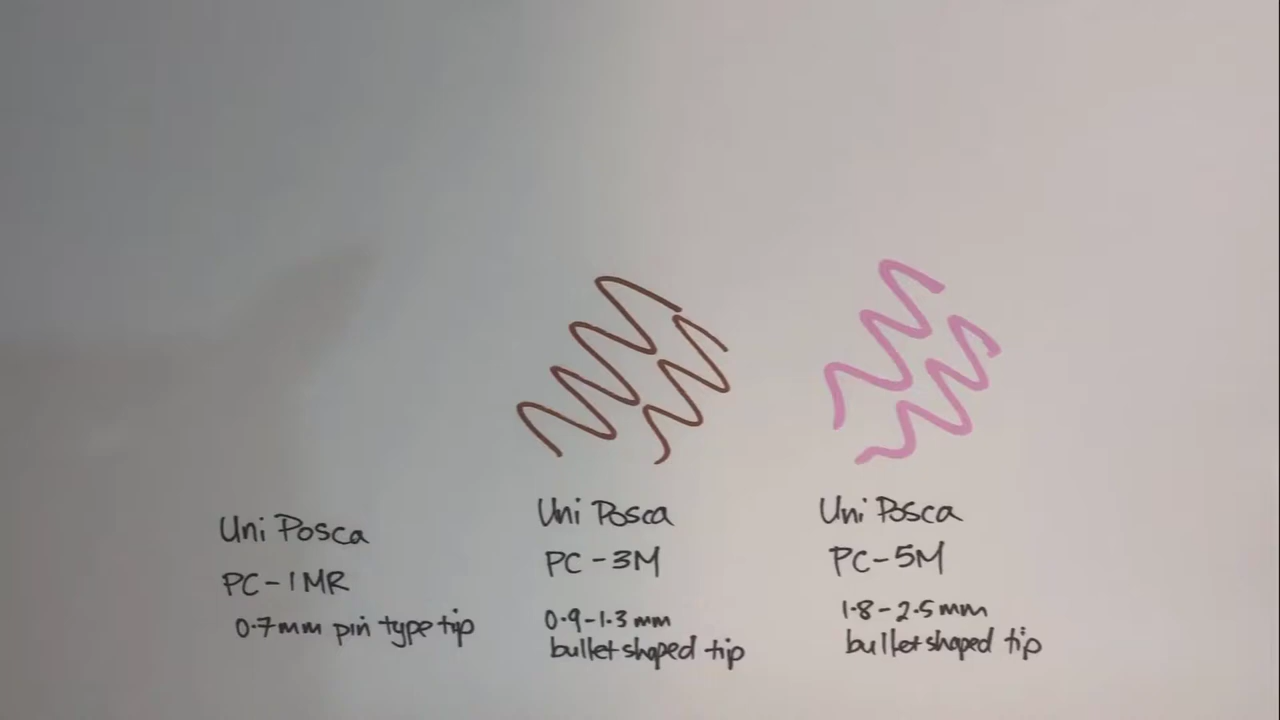 Uni Posca
PC-1MR
0.7mm pin type tip
Uni Posca
PC-3M
0.9-1.3mm
bullet shaped tip
Uni Posca
PC-5M
1.8-2.5mm
bullet shaped tip